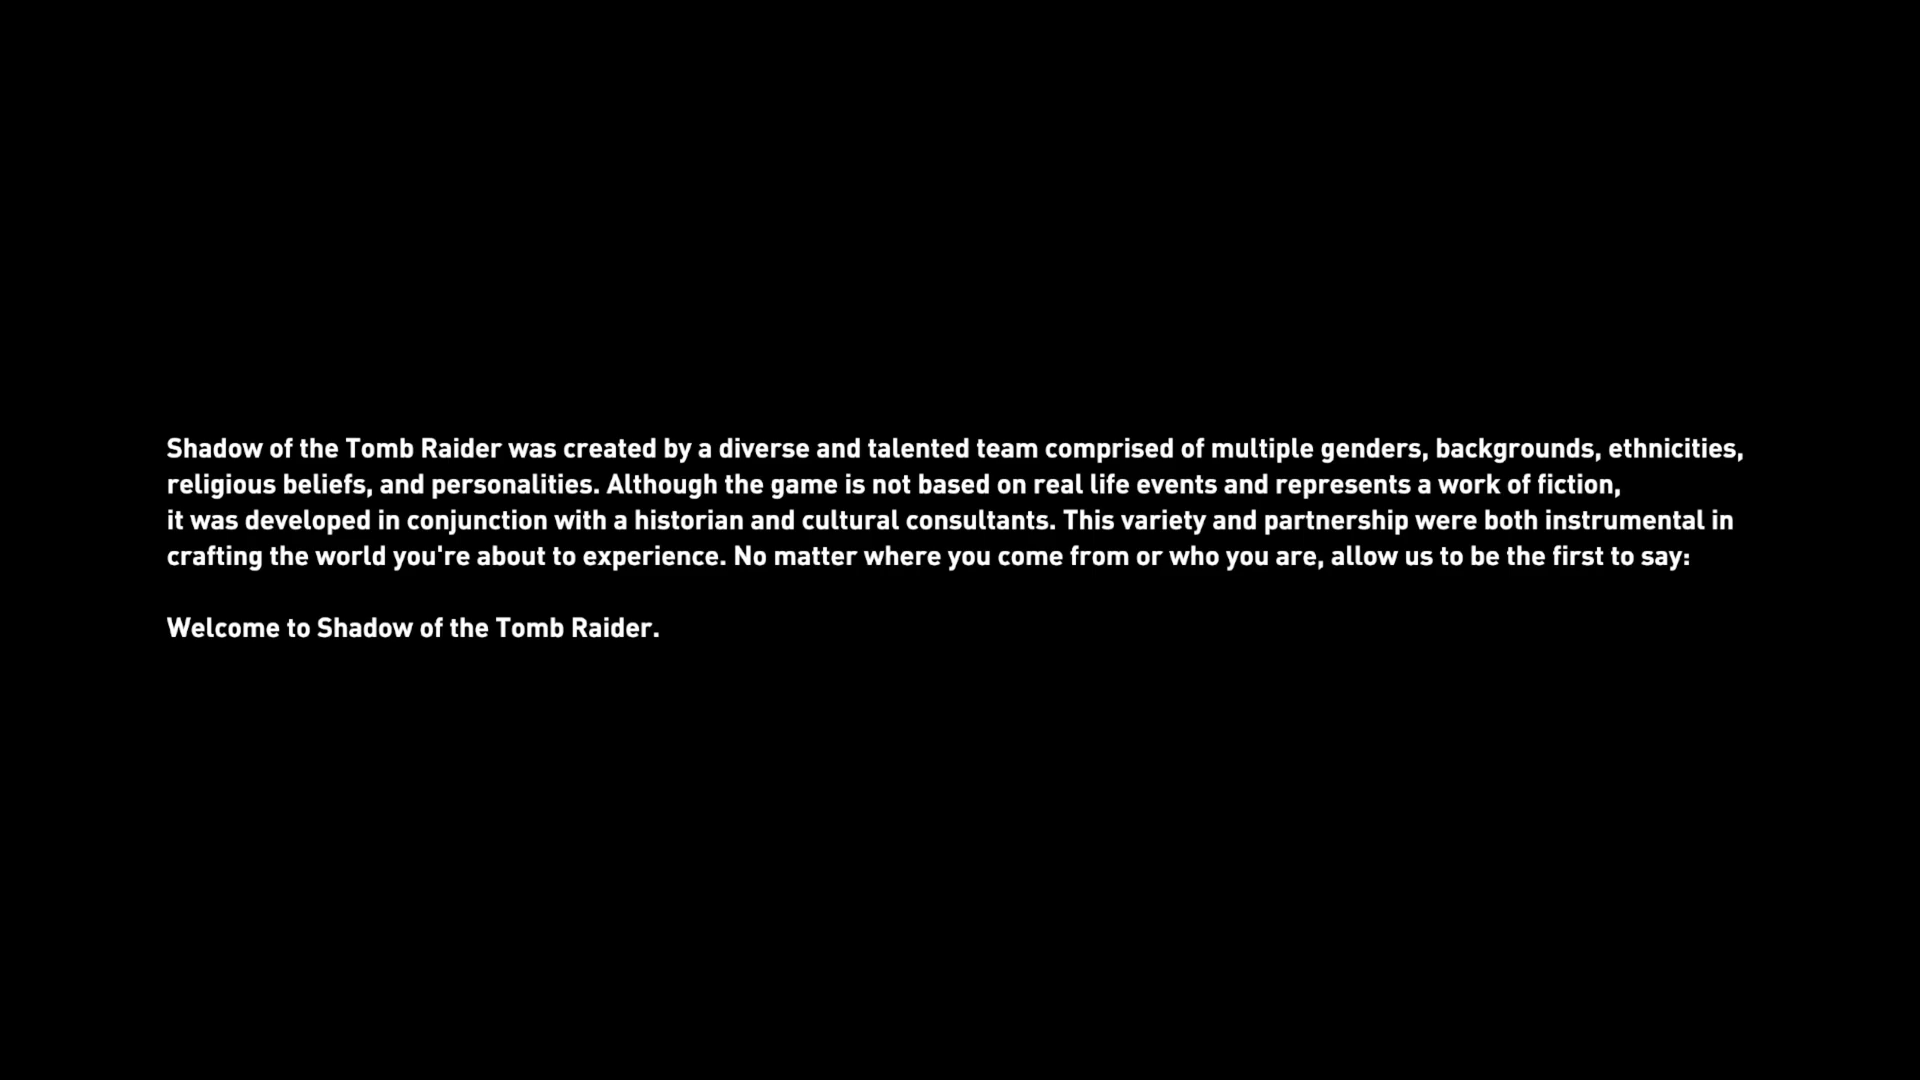 Shadow of the Tomb Raider was created by a diverse and talented team comprised of multiple genders, backgrounds, ethnicities,
religious beliefs, and personalities. Although the game is not based on real life events and represents a work of fiction,
it was developed in conjunction with a historian and cultural consultants. This variety and partnership were both instrumental in
crafting the world you're about to experience. No matter where you come from or who you are, allow us to be the first to say:
Welcome to Shadow of the Tomb Raider.